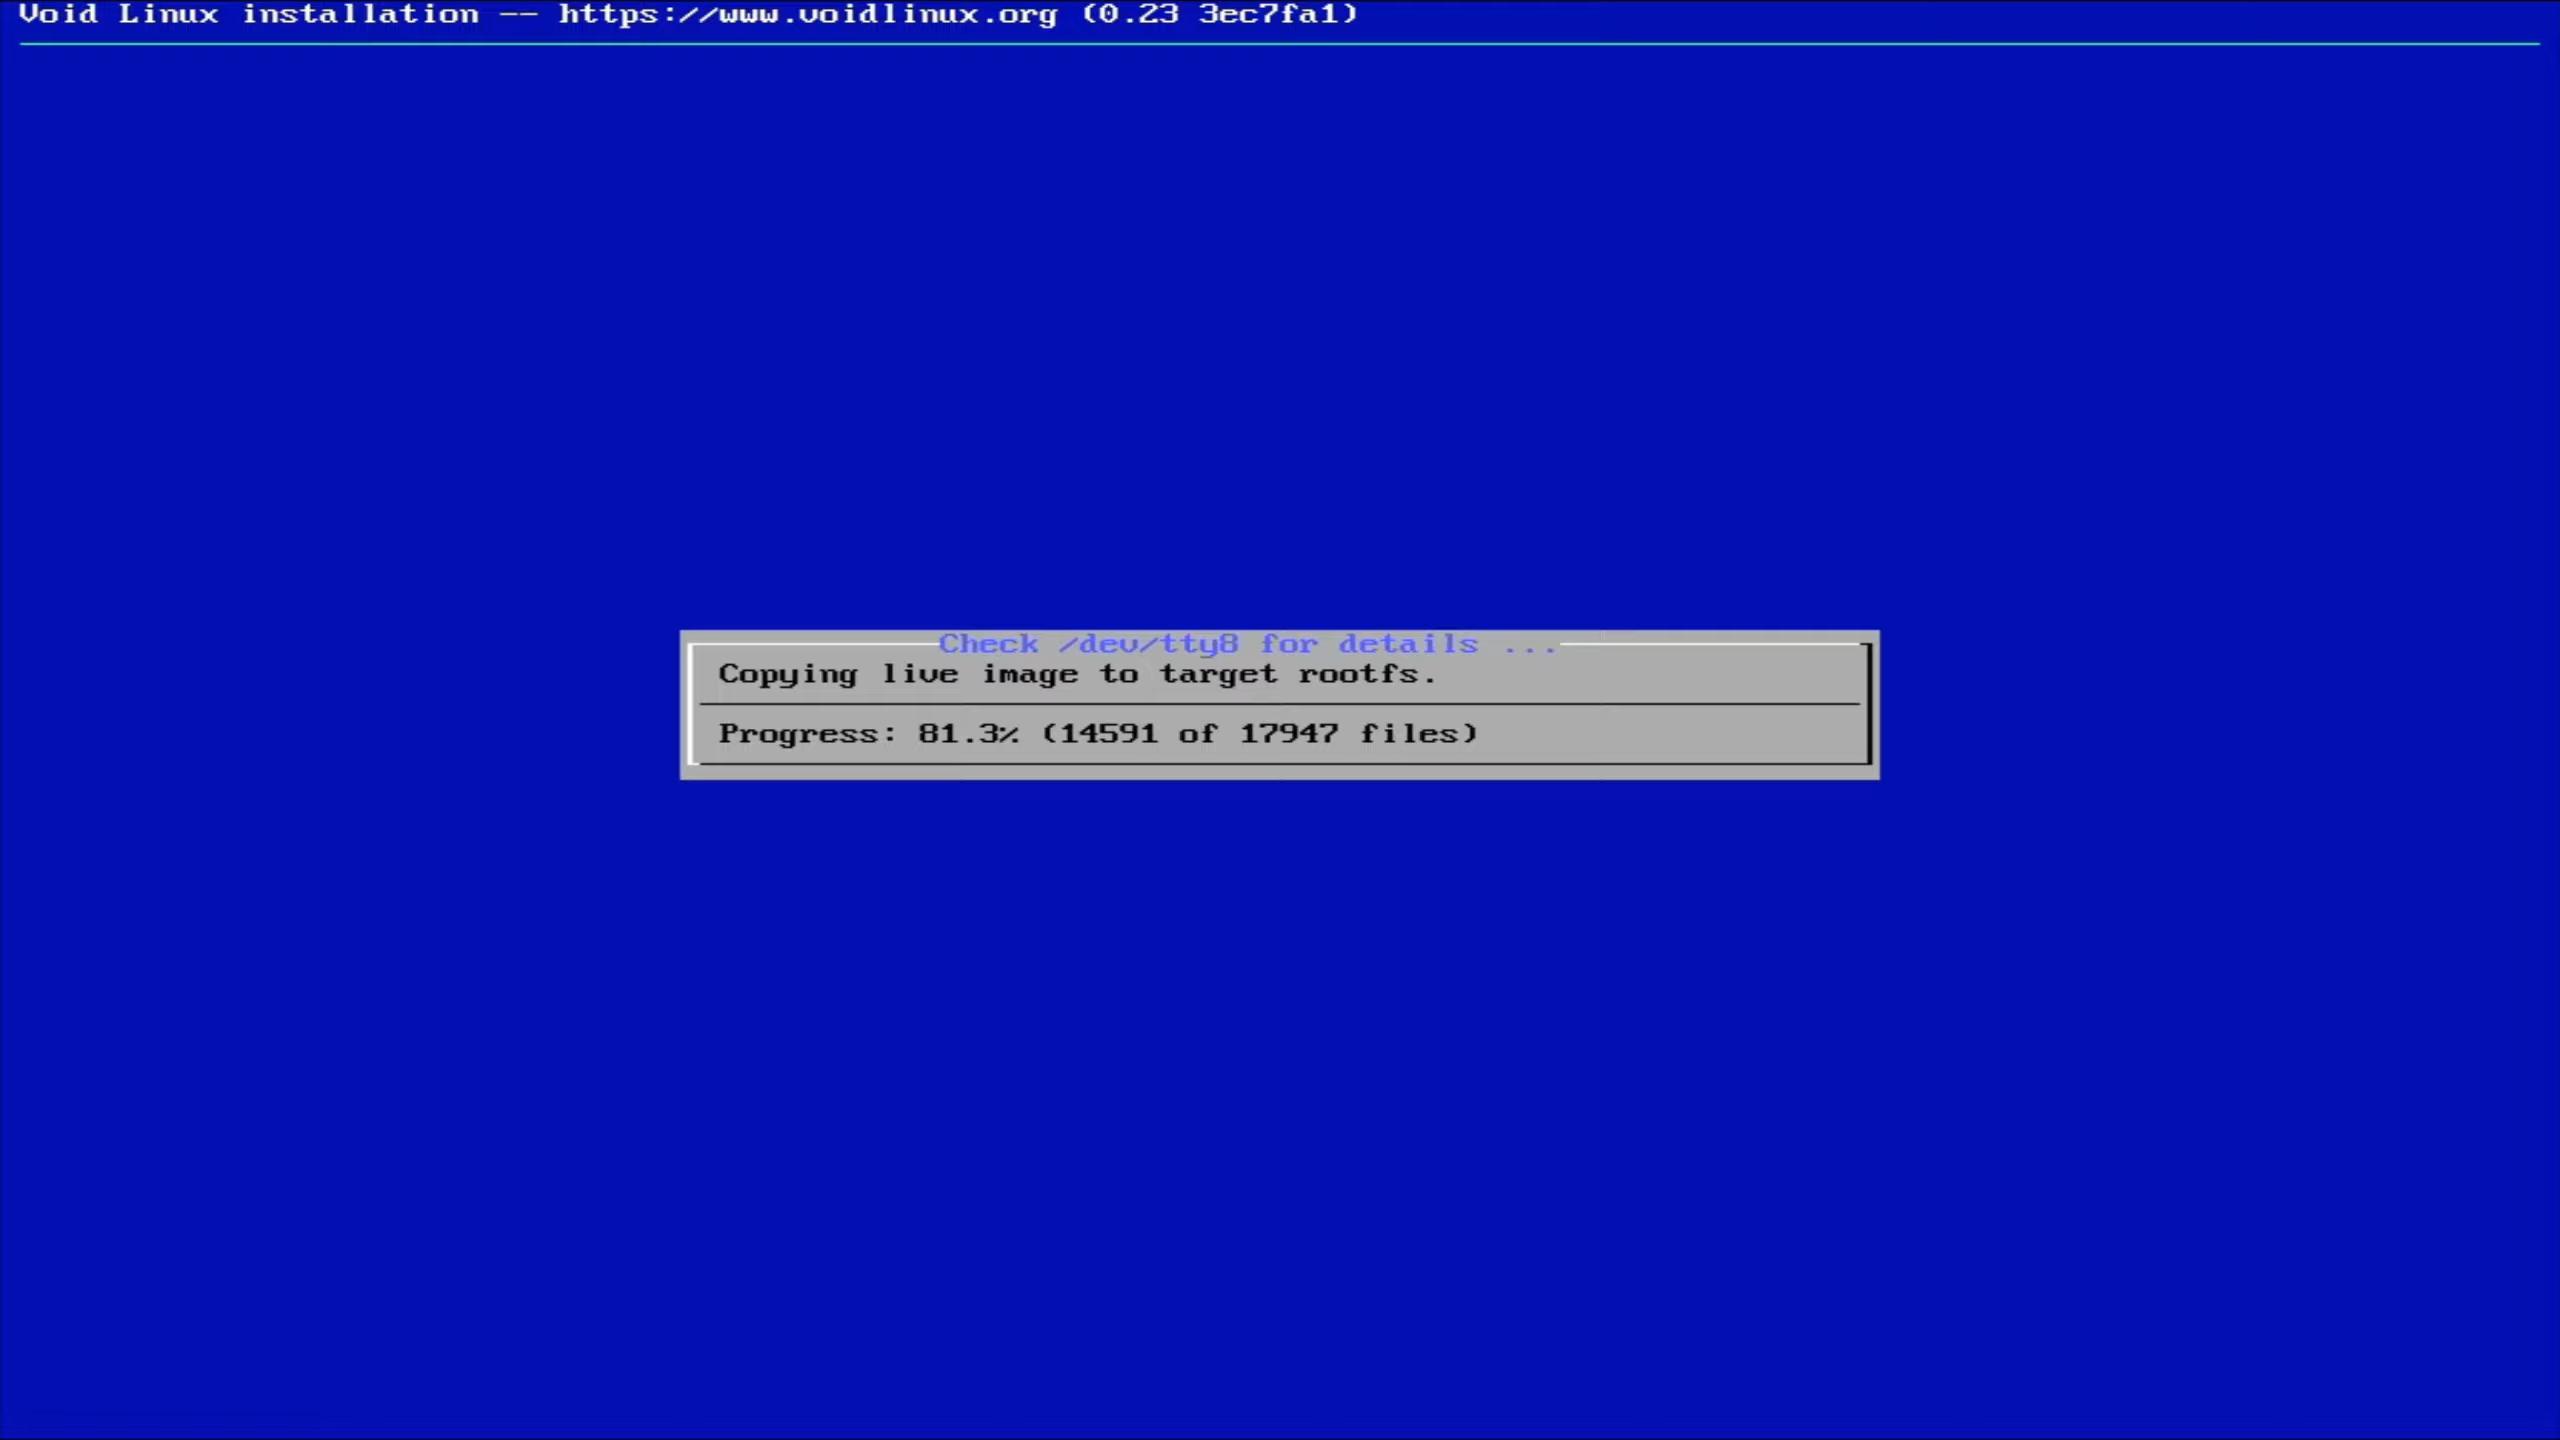 Void Linux installation -- https://www.voidlinux.org (0.23 3ec7fa1)
Check /dev/tty8 for details ...
Copying live image to target rootfs.
Progress: 81.3% (14591 of 17947 files)